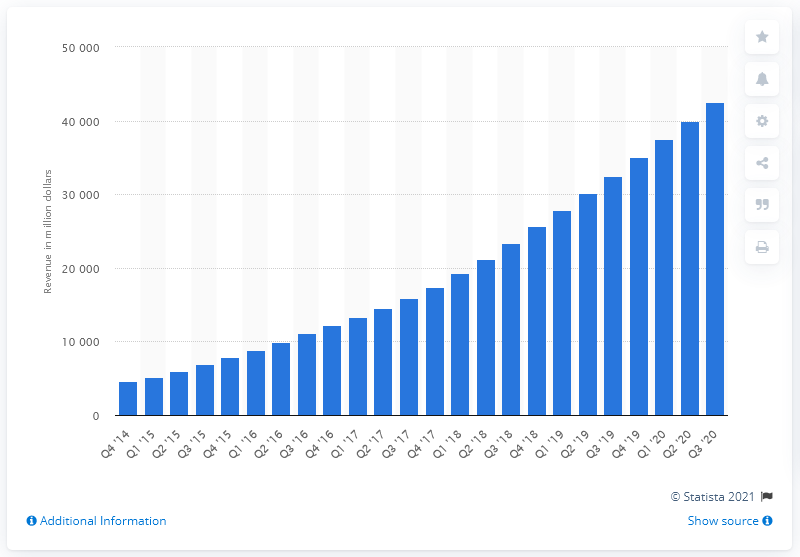 50 000
40 000
30 000
20 000
10 000
0
Revenue in million dollars
Q4 '14
Q1 '15
Q2 '15
Q3 '15
Q4 '15
Q1 '16
Q2 '16
Q3 '16
Q4 '16
Q1 '17
Q2 '17
Q3 '17
Q4 '17
Q1 '18
Q2 '18
Q3 '18
Q4 '18
Q1 '19
Q2 '19
Q3 '19
Q4 '19
Q1 '20
Q2 '20
Q3 '20
© Statista 2021
Additional Information
Show source